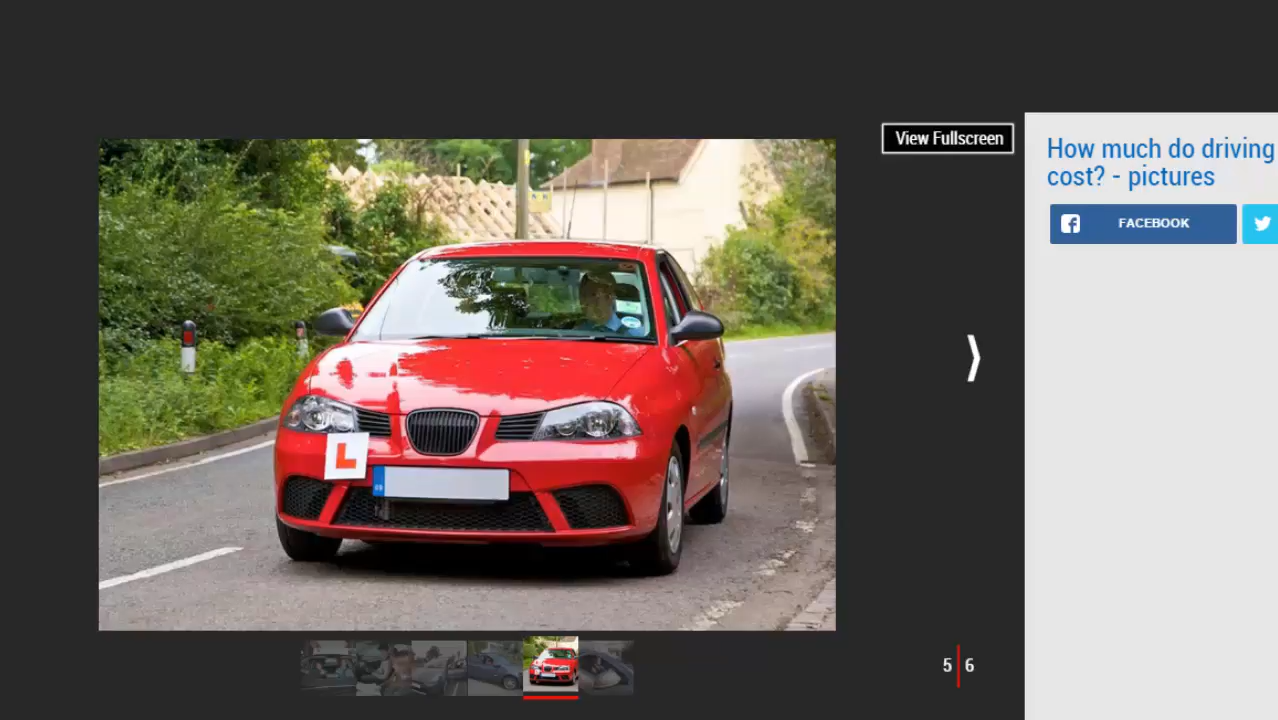 View Fullscreen
How much do driving
cost? - pictures
FACEBOOK
L
5 6